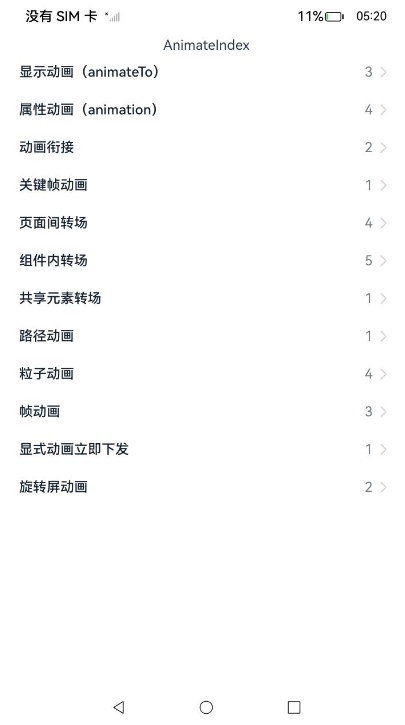 没有 SIM 卡 11% 05:20
AnimateIndex
显示动画（animateTo） 3
属性动画（animation） 4
动画衔接 2
关键帧动画 1
页面间转场 4
组件内转场 5
共享元素转场 1
路径动画 1
粒子动画 4
帧动画 3
显式动画立即下发 1
旋转屏动画 2